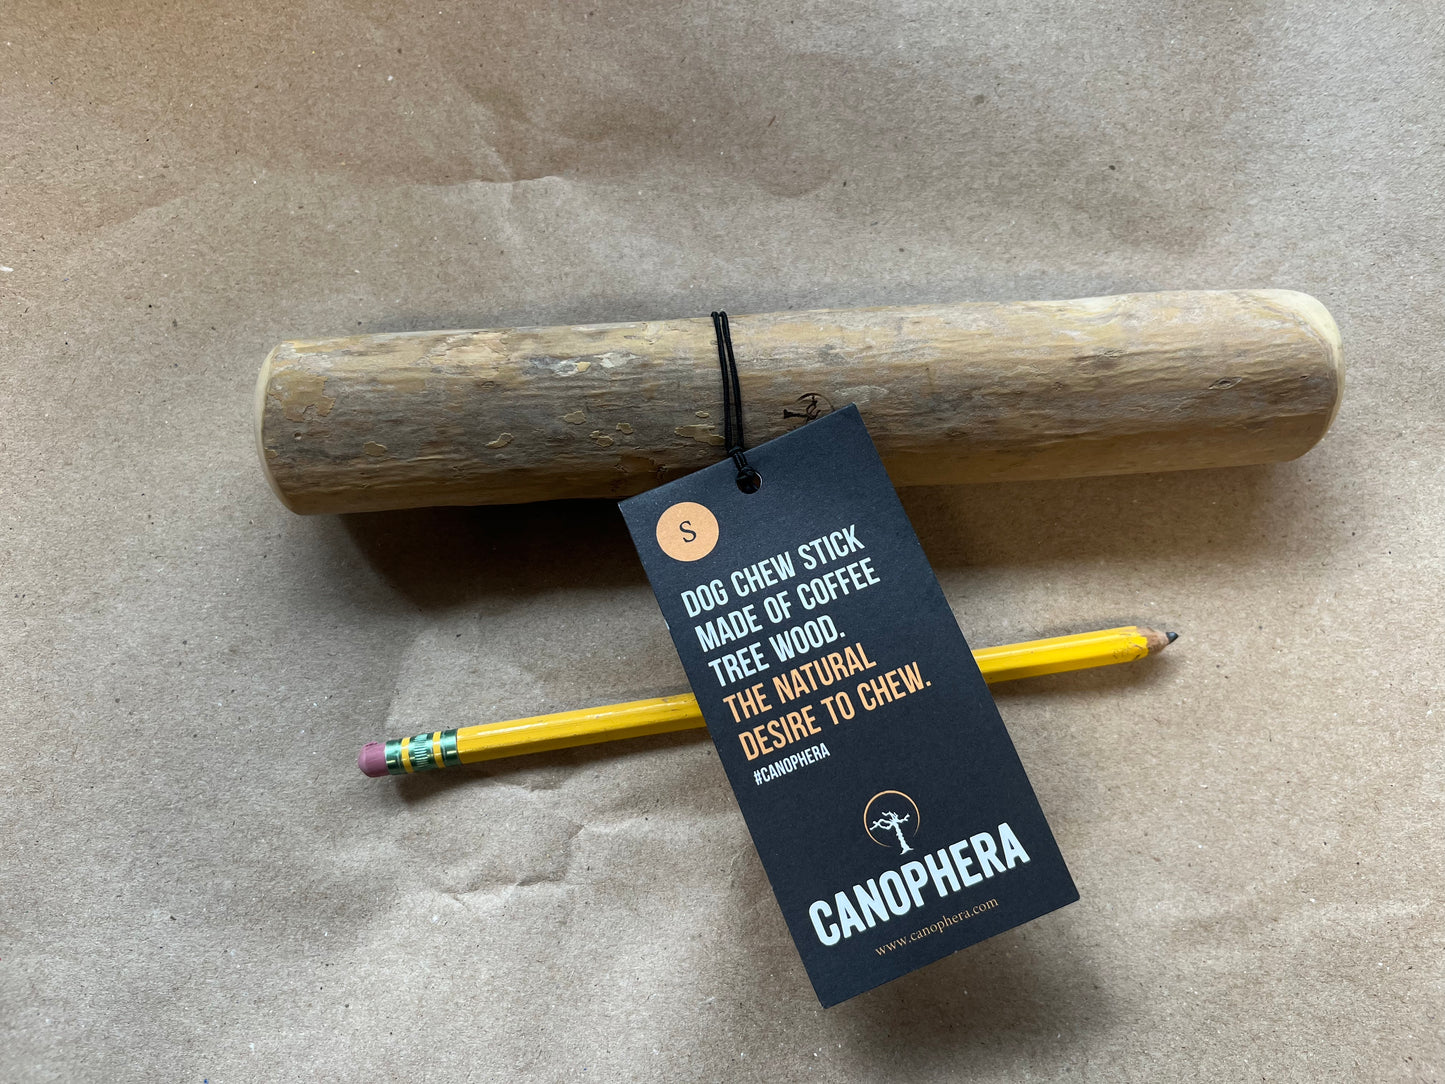 S
DOG CHEW STICK
MADE OF COFFEE
TREE WOOD.
THE NATURAL
DESIRE TO CHEW.
#CANOPHERA
CANOPHERA
www.canophera.com